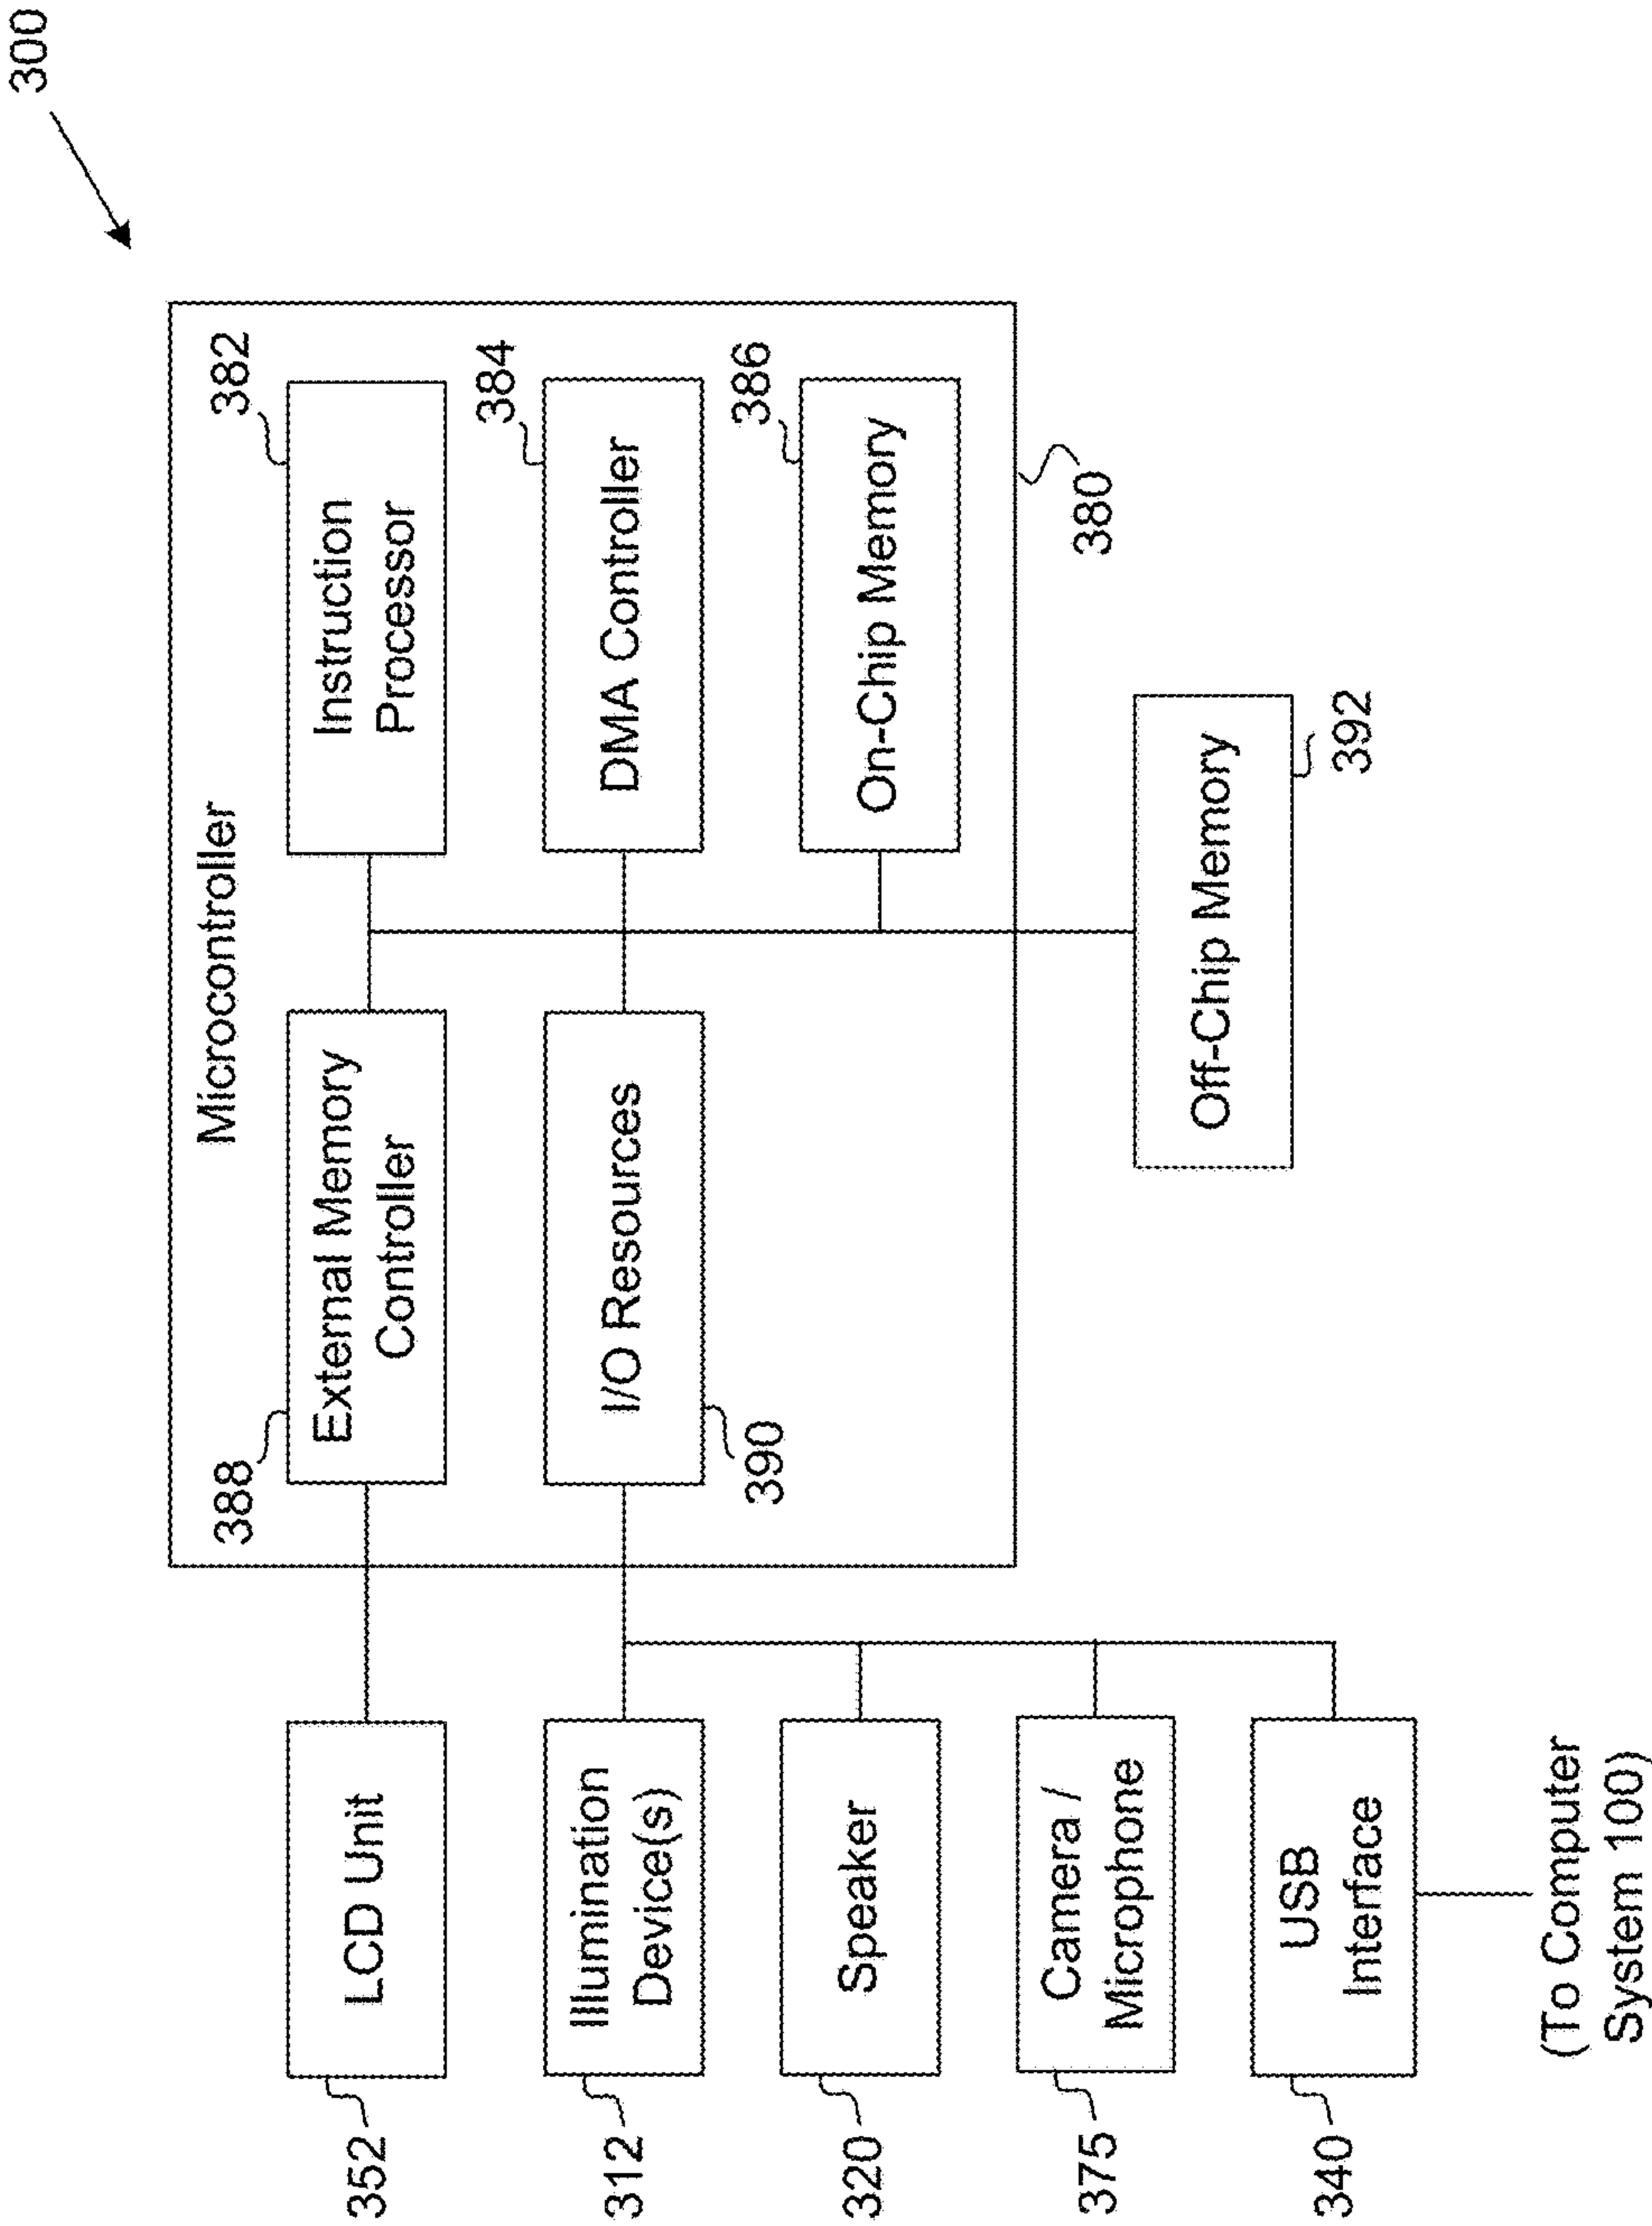 300
Microcontroller
388
External Memory
Controller
382
Instruction
Processor
390
I/O Resources
384
DMA Controller
386
On-Chip Memory
380
Off-Chip Memory
392
352
LCD Unit
312
Illumination
Device(s)
320
Speaker
375
Camera /
Microphone
340
USB
Interface
(To Computer
System 100)